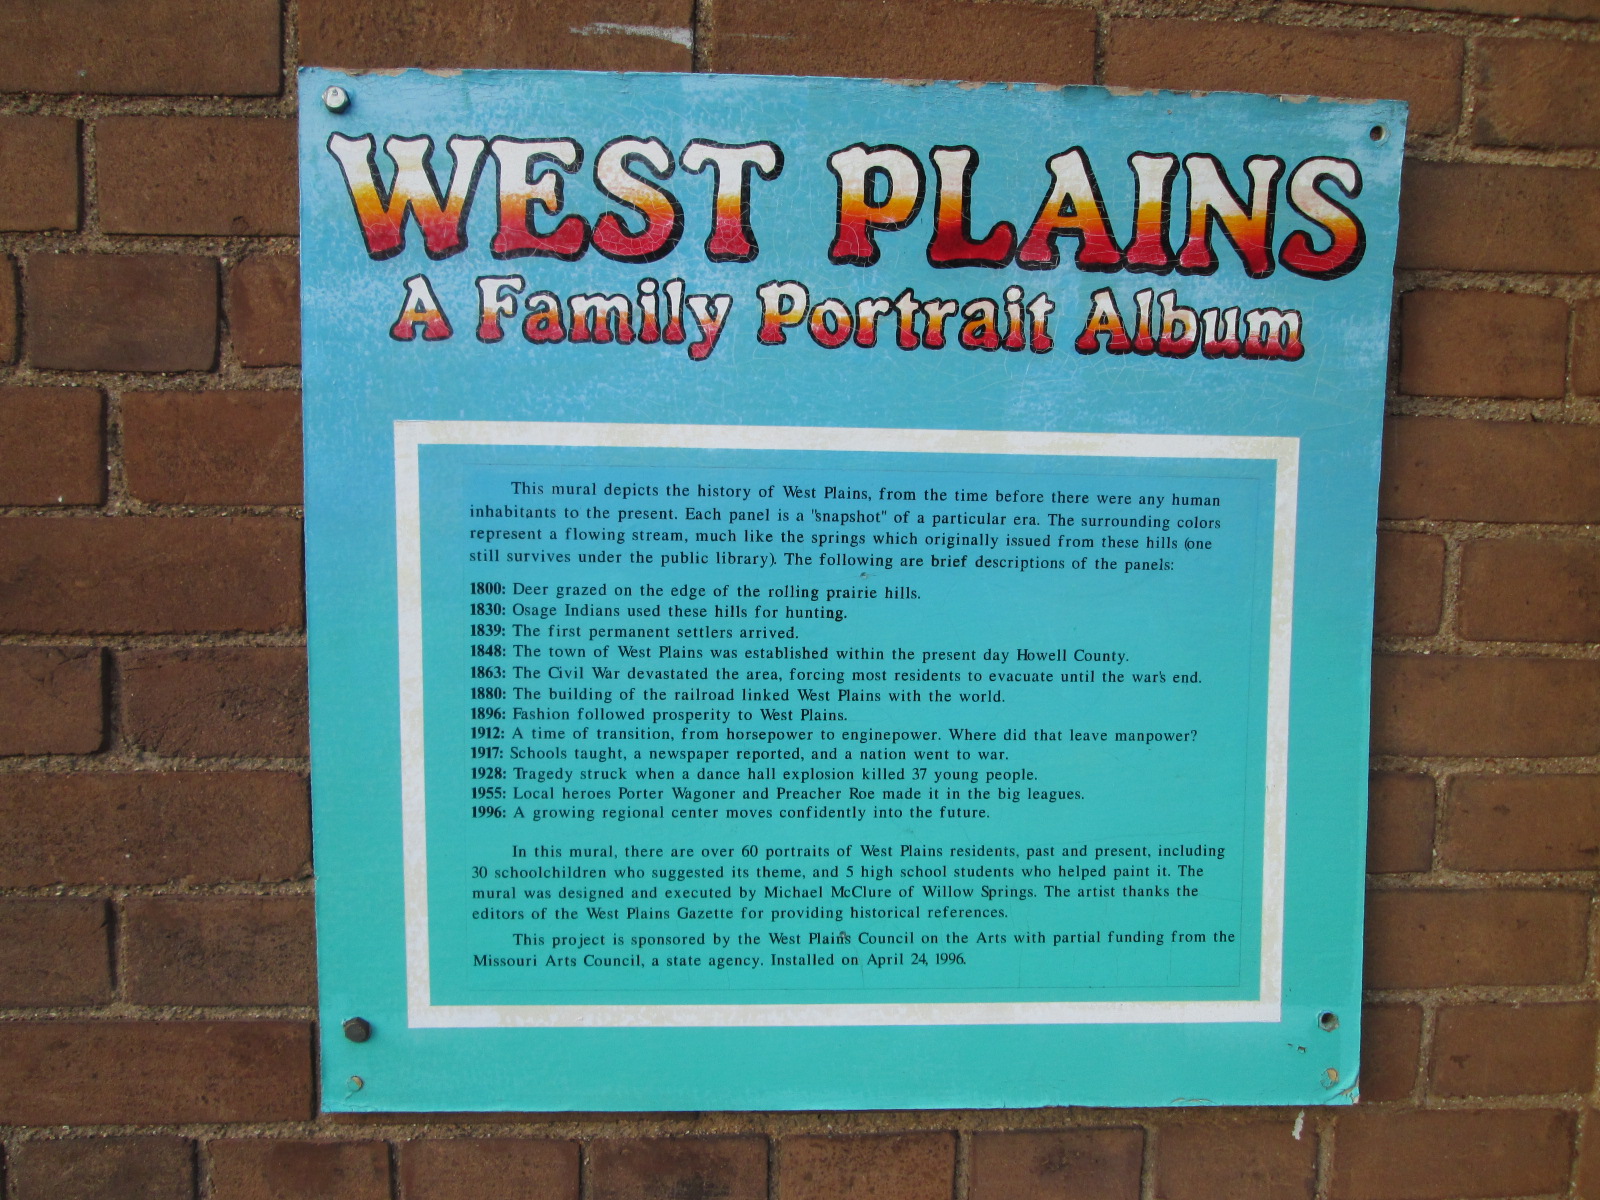 WEST PLAINS
A Family Portrait Album
This mural depicts the history of West Plains, from the time before there were any human
inhabitants to the present. Each panel is a "snapshot" of a particular era. The surrounding colors
represent a flowing stream, much like the springs which originally issued from these hills (one
still survives under the public library). The following are brief descriptions of the panels:
1800: Deer grazed on the edge of the rolling prairie hills.
1830: Osage Indians used these hills for hunting.
1839: The first permanent settlers arrived.
1848: The town of West Plains was established within the present day Howell County.
1863: The Civil War devastated the area, forcing most residents to evacuate until the war's end.
1880: The building of the railroad linked West Plains with the world.
1896: Fashion followed prosperity to West Plains.
1912: A time of transition, from horsepower to enginepower. Where did that leave manpower?
1917: Schools taught, a newspaper reported, and a nation went to war.
1928: Tragedy struck when a dance hall explosion killed 37 young people.
1955: Local heroes Porter Wagoner and Preacher Roe made it in the big leagues.
1996: A growing regional center moves confidently into the future.
In this mural, there are over 60 portraits of West Plains residents, past and present, including
30 schoolchildren who suggested its theme, and 5 high school students who helped paint it. The
mural was designed and executed by Michael McClure of Willow Springs. The artist thanks the
editors of the West Plains Gazette for providing historical references.
This project is sponsored by the West Plains Council on the Arts with partial funding from the
Missouri Arts Council, a state agency. Installed on April 24, 1996.